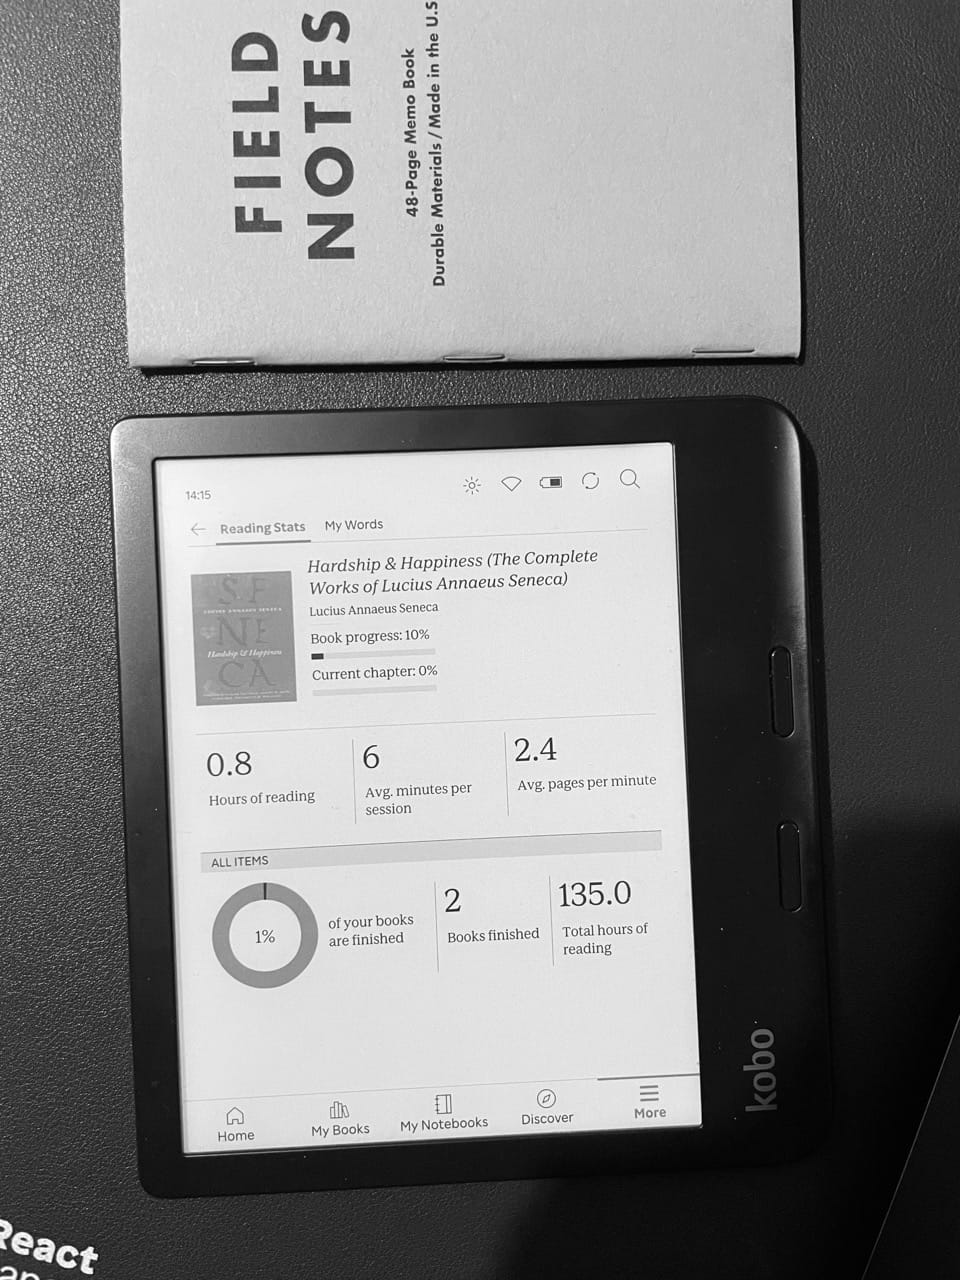 FIELD
NOTES
48-Page Memo Book
Durable Materials / Made in the U.S
14:15
Reading Stats
My Words
Hardship & Happiness (The Complete
Works of Lucius Annaeus Seneca)
Lucius Annaeus Seneca
Book progress: 10%
Current chapter: 0%
SE
LUCIUS ANNAEUS SENECA
NE
Hardship & Happiness
CA
0.8
Hours of reading
6
Avg. minutes per
session
2.4
Avg. pages per minute
ALL ITEMS
1%
of your books
are finished
2
Books finished
135.0
Total hours of
reading
Home
My Books
My Notebooks
Discover
More
kobo
React